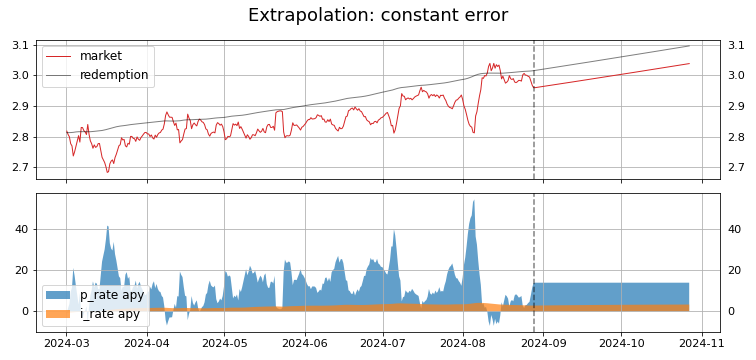 Extrapolation: constant error
3.1 3.1
market
redemption
3.0 3.0
2.9 2.9
2.8 2.8
2.7 2.7
40 40
20 20
p_rate apy
0 0
i_rate apy
2024-03 2024-04 2024-05 2024-06 2024-07 2024-08 2024-09 2024-10 2024-11